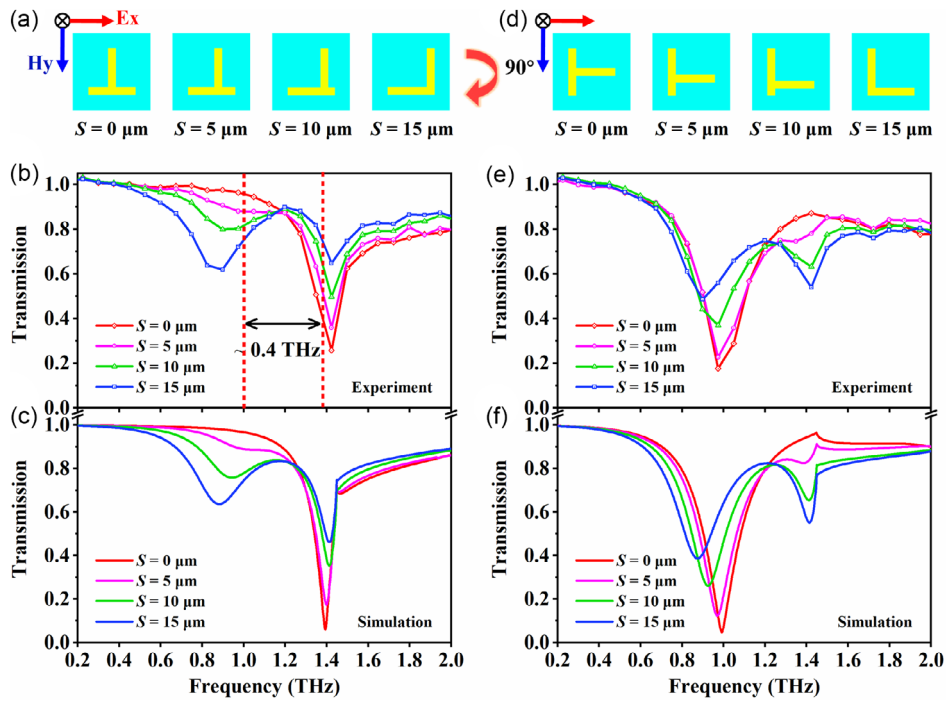 (a)
Ex
Hy
S = 0 μm
S = 5 μm
S = 10 μm
S = 15 μm
(d)
90°
S = 0 μm
S = 5 μm
S = 10 μm
S = 15 μm
(b)
Transmission
1.0
0.8
0.6
0.4
0.2
0.0
S = 0 μm
S = 5 μm
S = 10 μm
S = 15 μm
~ 0.4 THz
Experiment
(e)
Transmission
1.0
0.8
0.6
0.4
0.2
0.0
S = 0 μm
S = 5 μm
S = 10 μm
S = 15 μm
Experiment
(c)
Transmission
1.0
0.8
0.6
0.4
0.2
0.0
S = 0 μm
S = 5 μm
S = 10 μm
S = 15 μm
Simulation
0.2 0.4 0.6 0.8 1.0 1.2 1.4 1.6 1.8 2.0
Frequency (THz)
(f)
Transmission
1.0
0.8
0.6
0.4
0.2
0.0
S = 0 μm
S = 5 μm
S = 10 μm
S = 15 μm
Simulation
0.2 0.4 0.6 0.8 1.0 1.2 1.4 1.6 1.8 2.0
Frequency (THz)